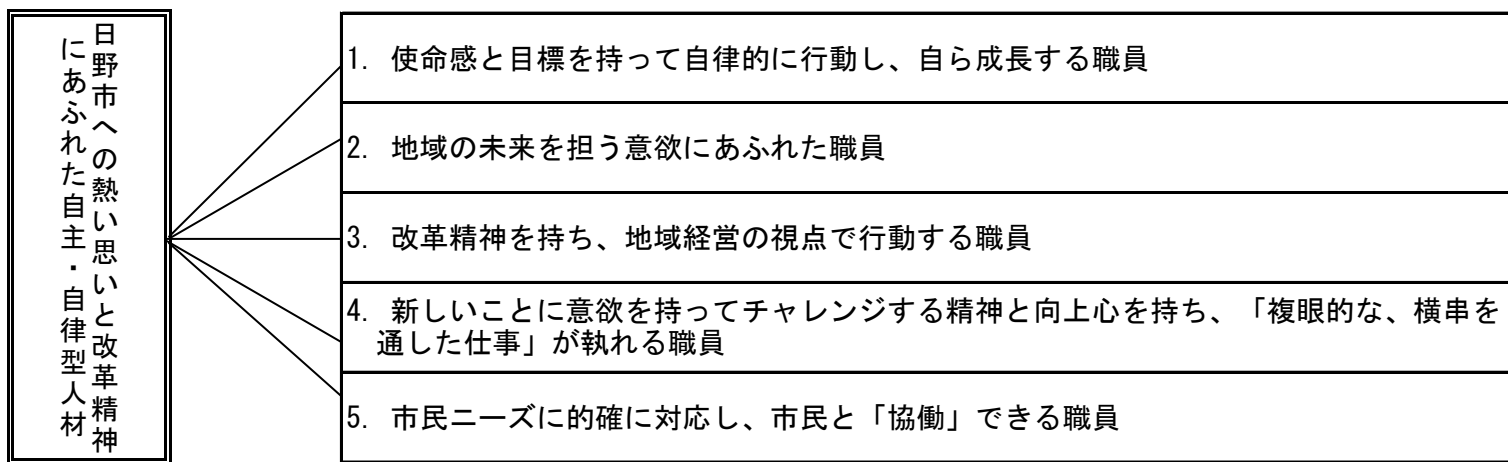 日野市への熱い思いと改革精神
にあふれた自主・自律型人材
1. 使命感と目標を持って自律的に行動し、自ら成長する職員
2. 地域の未来を担う意欲にあふれた職員
3. 改革精神を持ち、地域経営の視点で行動する職員
4. 新しいことに意欲を持ってチャレンジする精神と向上心を持ち、「複眼的な、横串を
通した仕事」が執れる職員
5. 市民ニーズに的確に対応し、市民と「協働」できる職員